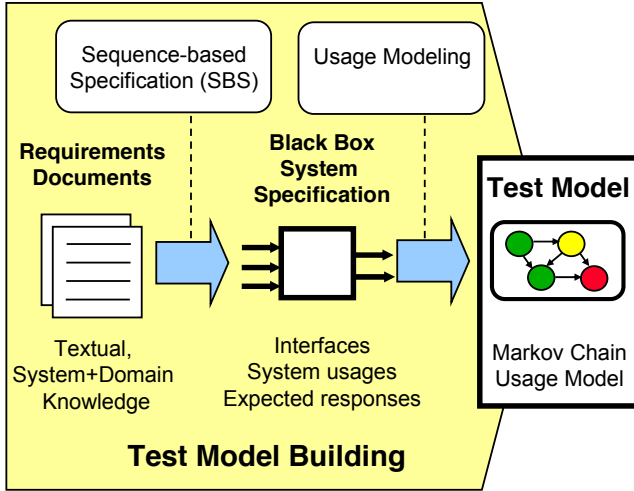 Sequence-based
Specification (SBS)
Usage Modeling
Requirements
Documents
Black Box
System
Specification
Test Model
Textual,
System+Domain
Knowledge
Interfaces
System usages
Expected responses
Markov Chain
Usage Model
Test Model Building